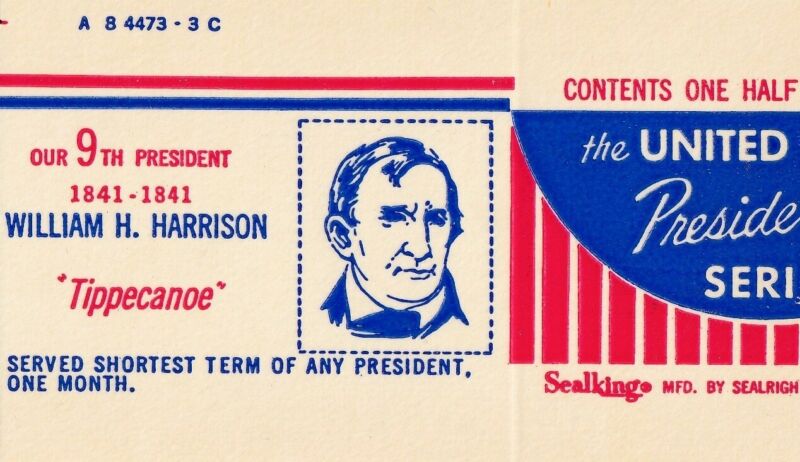 A 8 4473 - 3 C
OUR 9TH PRESIDENT
1841 - 1841
WILLIAM H. HARRISON
"Tippecanoe"
SERVED SHORTEST TERM OF ANY PRESIDENT,
ONE MONTH.
CONTENTS ONE HALF
the UNITED
Preside
SERI
Sealking® MFD. BY SEALRIGH